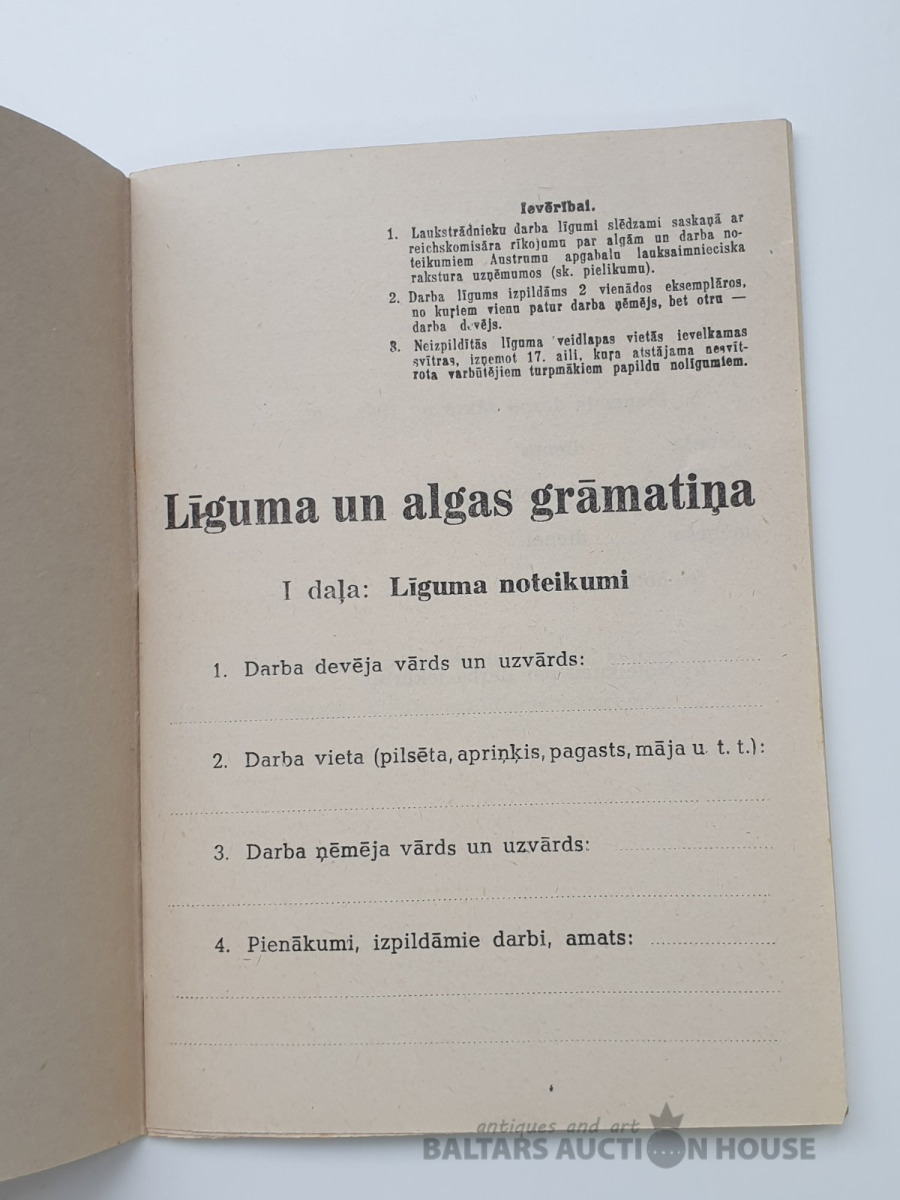 Ievērībai.
1. Laukstrādnieku darba līgumi slēdzami saskaņā ar
reichskomisāra rīkojumu par algām un darba no-
teikumiem Austrumu apgabala lauksaimnieciska
rakstura uzņēmumos (sk. pielikumu).
2. Darba līgums izpildāms 2 vienādos eksemplāros,
no kuŗiem vienu patur darba ņēmējs, bet otru —
darba devējs.
3. Neizpildītās līguma veidlapas vietās ievelkamas
svītras, izņemot 17. aili, kuŗa atstājama nesvīt-
rota varbūtējiem turpmākiem papildu nolīgumiem.
Līguma un algas grāmatiņa
I daļa: Līguma noteikumi
1. Darba devēja vārds un uzvārds:
2. Darba vieta (pilsēta, apriņķis, pagasts, māja u. t. t.):
3. Darba ņēmēja vārds un uzvārds:
4. Pienākumi, izpildāmie darbi, amats:
antiques and art
BALTARS AUCTION HOUSE